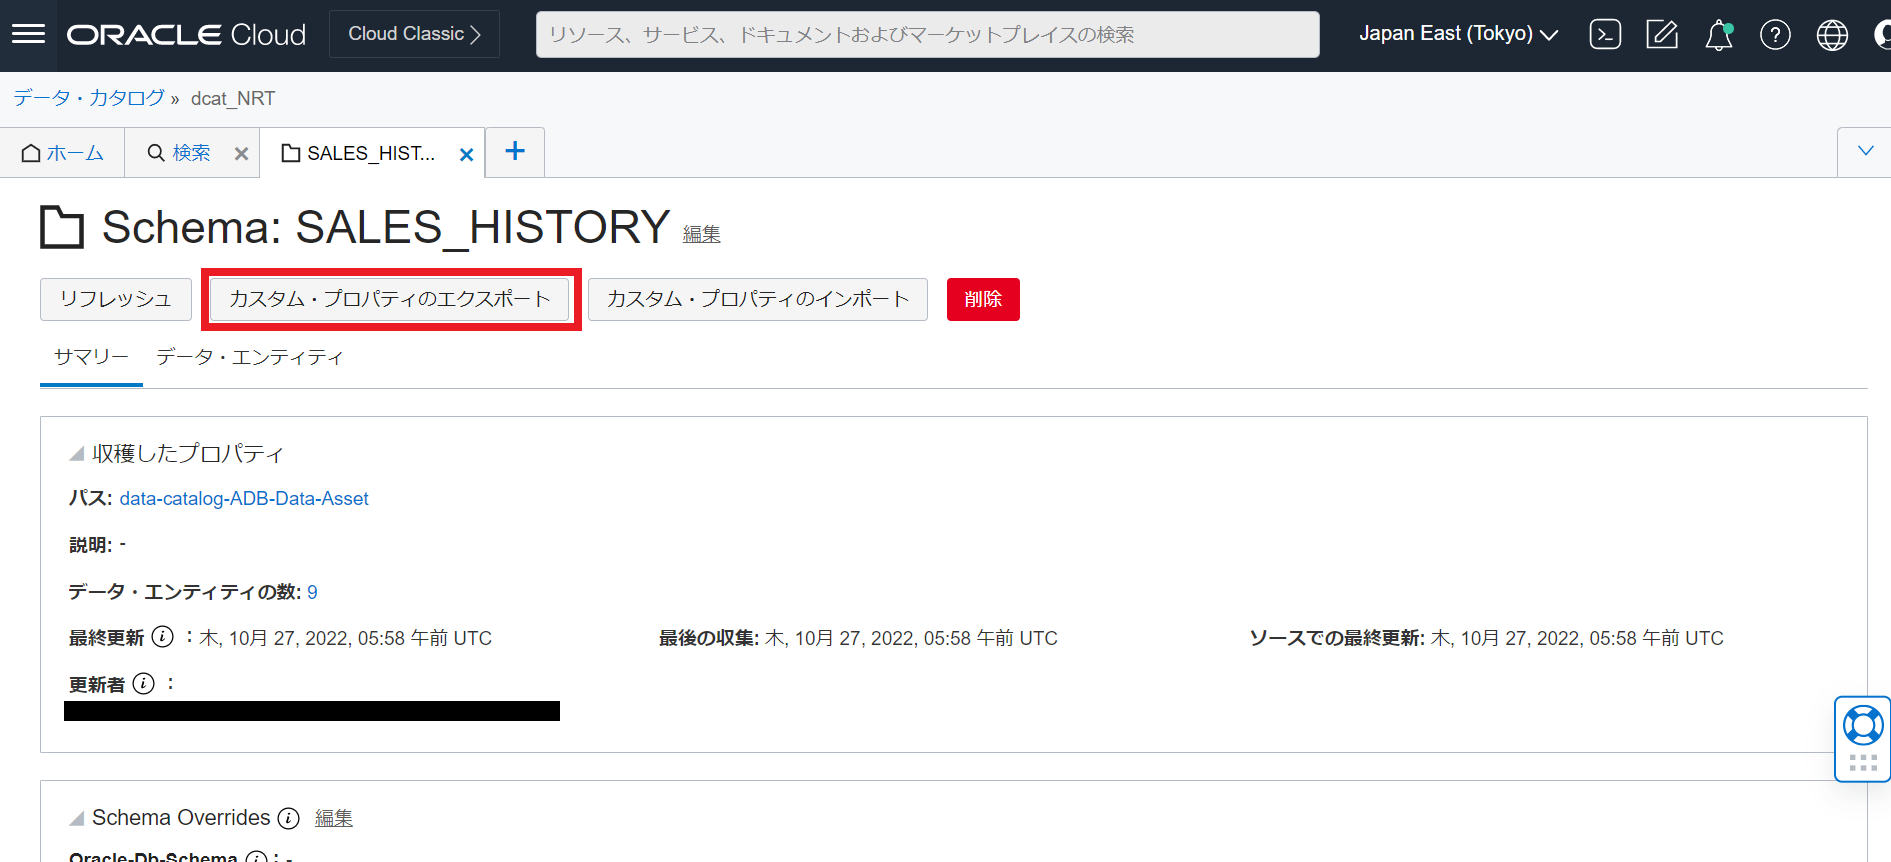 ORACLE Cloud Cloud Classic リソース、サービス、ドキュメントおよびマーケットプレイスの検索 Japan East (Tokyo)
データ・カタログ » dcat_NRT
ホーム 検索 SALES_HIST...
Schema: SALES_HISTORY 編集
リフレッシュ カスタム・プロパティのエクスポート カスタム・プロパティのインポート 削除
サマリー データ・エンティティ
収穫したプロパティ
パス: data-catalog-ADB-Data-Asset
説明: -
データ・エンティティの数: 9
最終更新 : 木, 10月 27, 2022, 05:58 午前 UTC 最後の収集: 木, 10月 27, 2022, 05:58 午前 UTC ソースでの最終更新: 木, 10月 27, 2022, 05:58 午前 UTC
更新者 :
Schema Overrides 編集
Oracle-Db-Schema : -